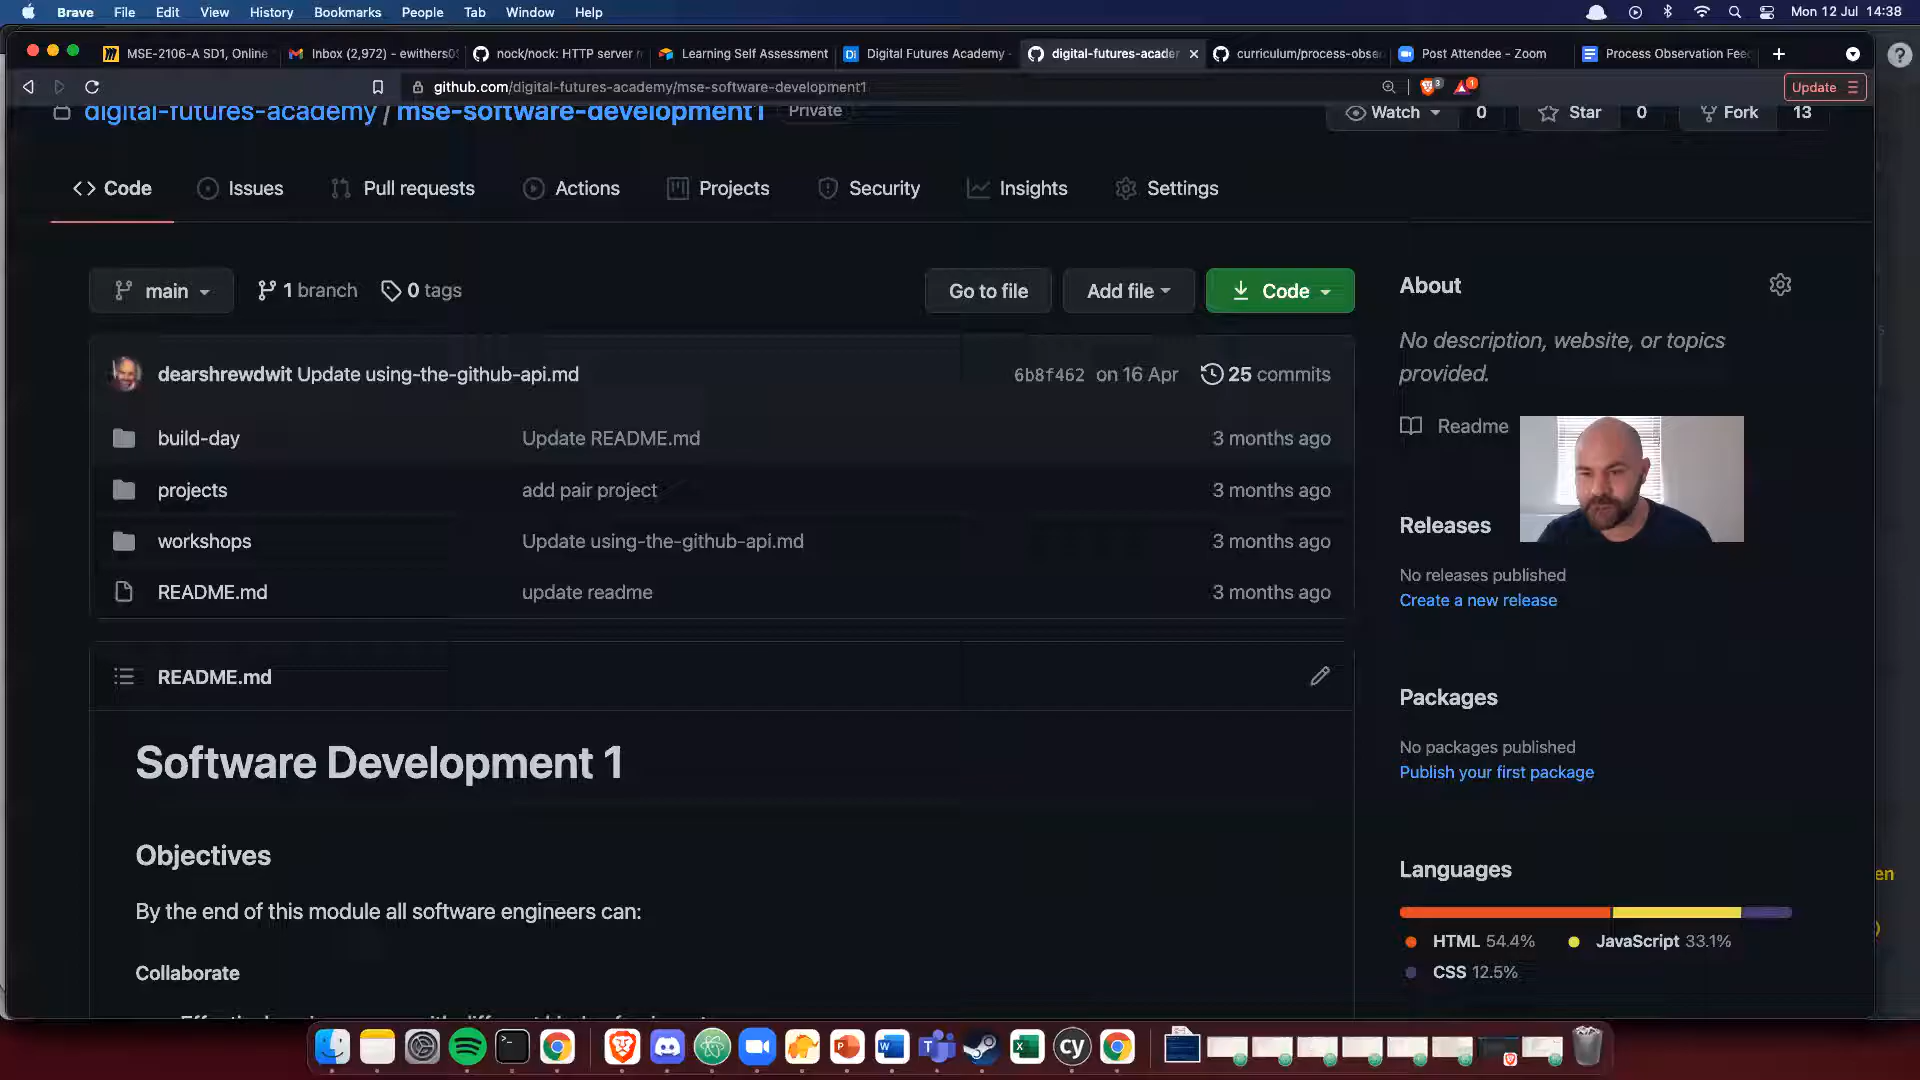 Brave File Edit View History Bookmarks People Tab Window Help Mon 12 Jul 14:38
MSE-2106-A SD1, Online Inbox (2,972) - ewithers0 nock/nock: HTTP server Learning Self Assessment Digital Futures Academy - digital-futures-acade curriculum/process-obse Post Attendee - Zoom Process Observation Fee
github.com/digital-futures-academy/mse-software-development1 3 1 Update
digital-futures-academy / mse-software-development1 Private Watch 0 Star 0 Fork 13
Code Issues Pull requests Actions Projects Security Insights Settings
main 1 branch 0 tags Go to file Add file Code
dearshrewdwit Update using-the-github-api.md 6b8f462 on 16 Apr 25 commits
build-day Update README.md 3 months ago
projects add pair project 3 months ago
workshops Update using-the-github-api.md 3 months ago
README.md update readme 3 months ago
README.md
Software Development 1
Objectives
By the end of this module all software engineers can:
Collaborate
About
No description, website, or topics
provided.
Readme
Releases
No releases published
Create a new release
Packages
No packages published
Publish your first package
Languages
HTML 54.4% JavaScript 33.1%
CSS 12.5%
en
cy